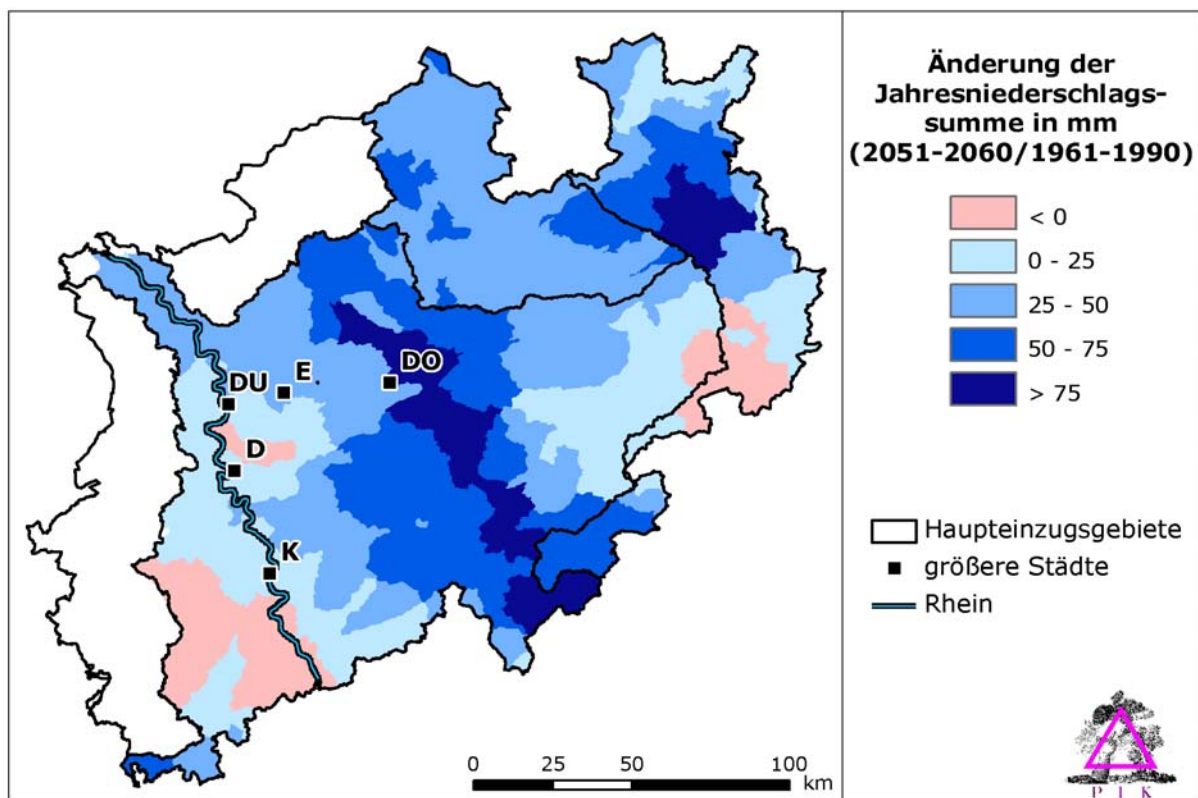 Änderung der
Jahresniederschlags-
summe in mm
(2051-2060/1961-1990)
< 0
0 - 25
25 - 50
50 - 75
> 75
Haupteinzugsgebiete
größere Städte
Rhein
DO
E
DU
D
K
0 25 50 100
km
P I K